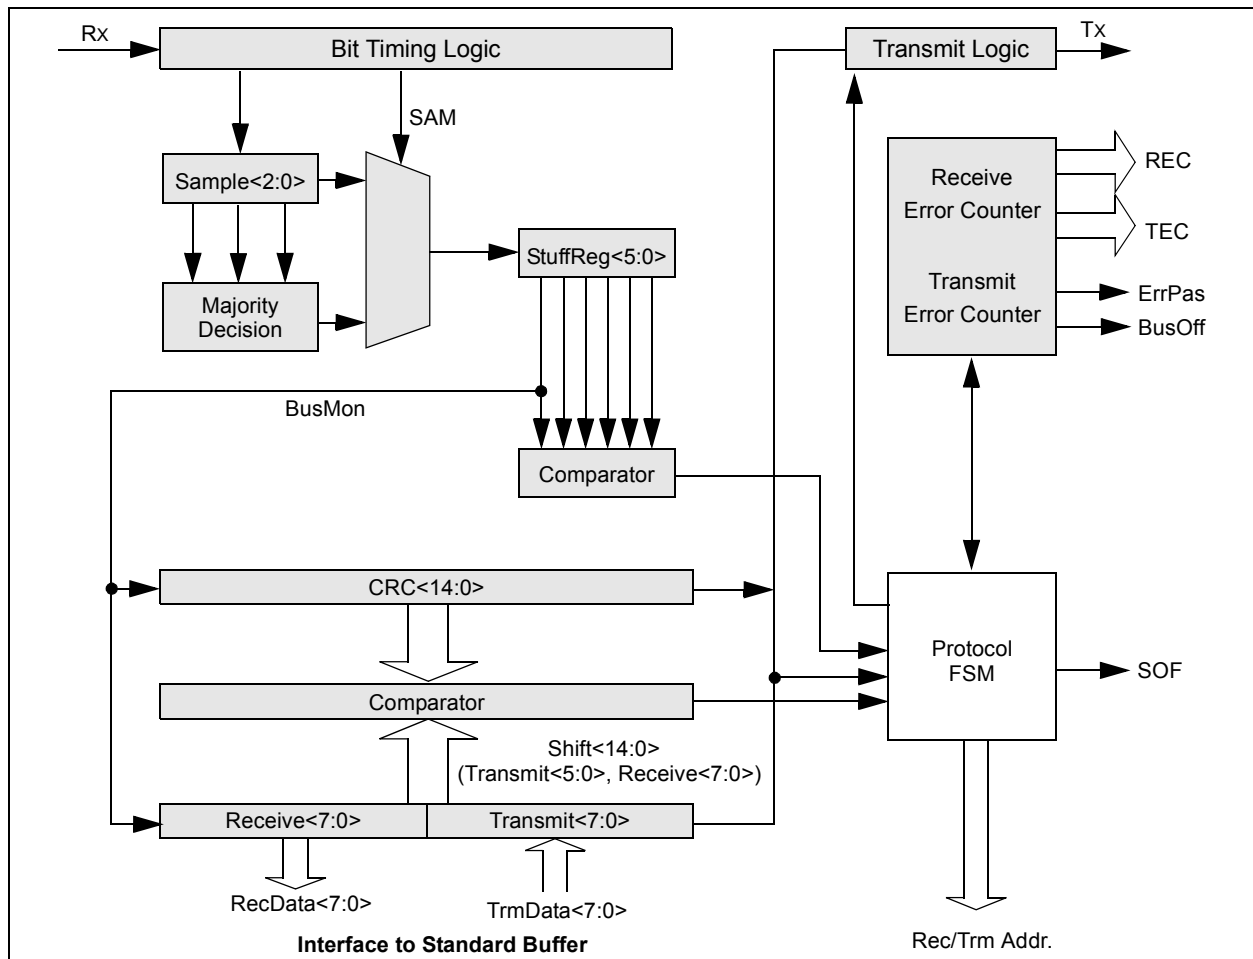 Rx
Bit Timing Logic
Transmit Logic
Tx
SAM
Sample<2:0>
Receive
Error Counter
REC
TEC
StuffReg<5:0>
Majority
Decision
Transmit
Error Counter
ErrPas
BusOff
BusMon
Comparator
CRC<14:0>
Protocol
FSM
SOF
Comparator
Shift<14:0>
(Transmit<5:0>, Receive<7:0>)
Receive<7:0>
Transmit<7:0>
RecData<7:0>
TrmData<7:0>
Interface to Standard Buffer
Rec/Trm Addr.